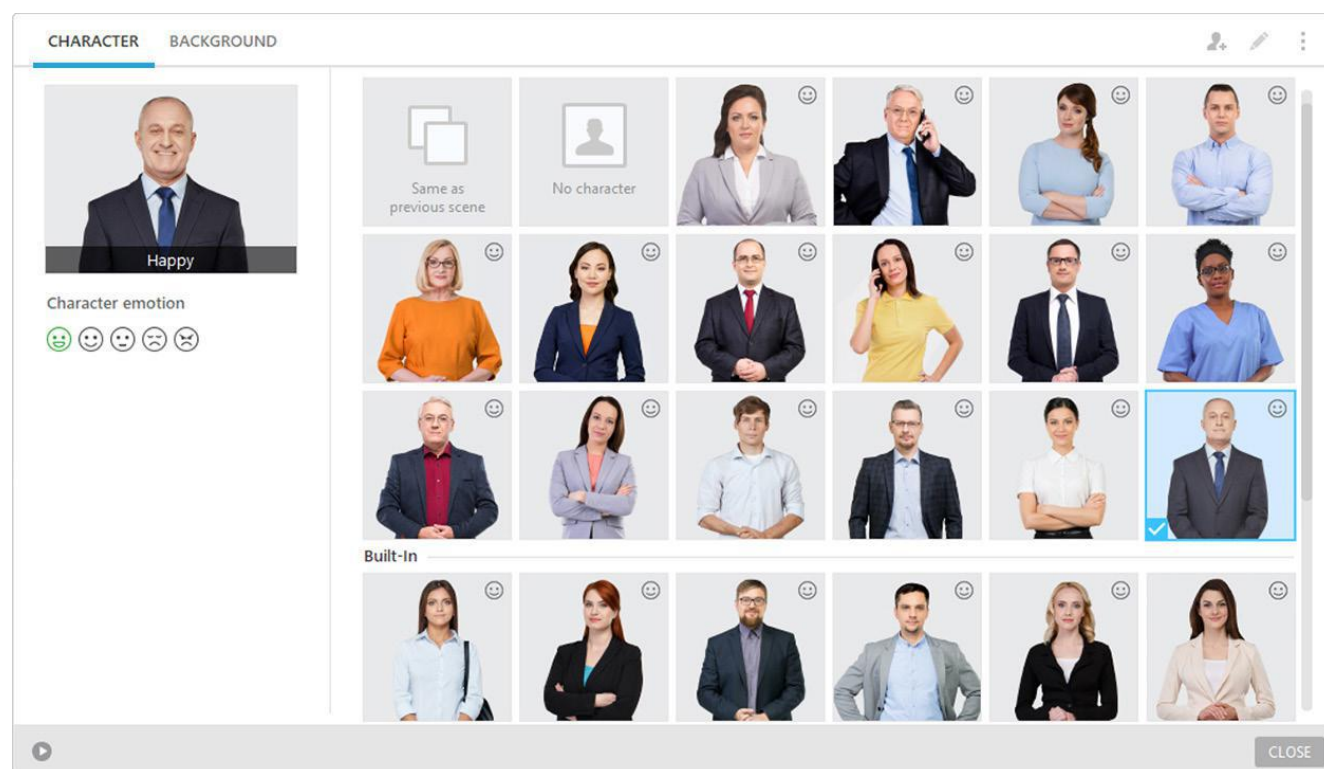 CHARACTER
BACKGROUND
Happy
Character emotion
Same as
previous scene
No character
Built-In
CLOSE